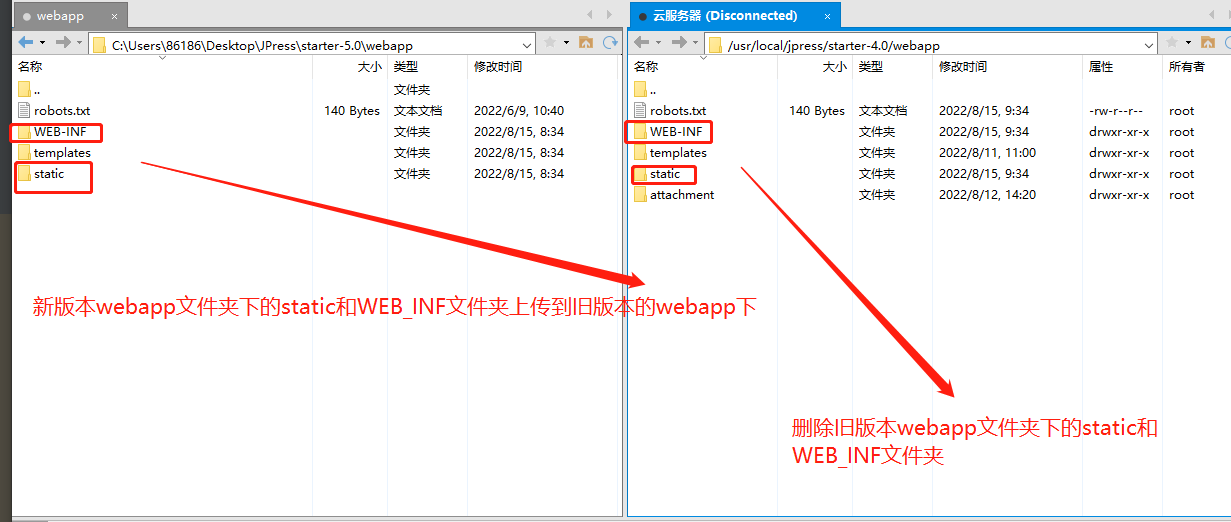 webapp ×
云服务器 (Disconnected) ×
C:\Users\86186\Desktop\JPress\starter-5.0\webapp
/usr/local/jpress/starter-4.0/webapp
名称 大小 类型 修改时间
.. 文件夹
robots.txt 140 Bytes 文本文档 2022/6/9, 10:40
WEB-INF 文件夹 2022/8/15, 8:34
templates 文件夹 2022/8/15, 8:34
static 文件夹 2022/8/15, 8:34
名称 大小 类型 修改时间 属性 所有者
.. 文件夹
robots.txt 140 Bytes 文本文档 2022/8/15, 9:34 -rw-r--r-- root
WEB-INF 文件夹 2022/8/15, 9:34 drwxr-xr-x root
templates 文件夹 2022/8/11, 11:00 drwxr-xr-x root
static 文件夹 2022/8/15, 9:34 drwxr-xr-x root
attachment 文件夹 2022/8/12, 14:20 drwxr-xr-x root
新版本webapp文件夹下的static和WEB_INF文件夹上传到旧版本的webapp下
删除旧版本webapp文件夹下的static和
WEB_INF文件夹